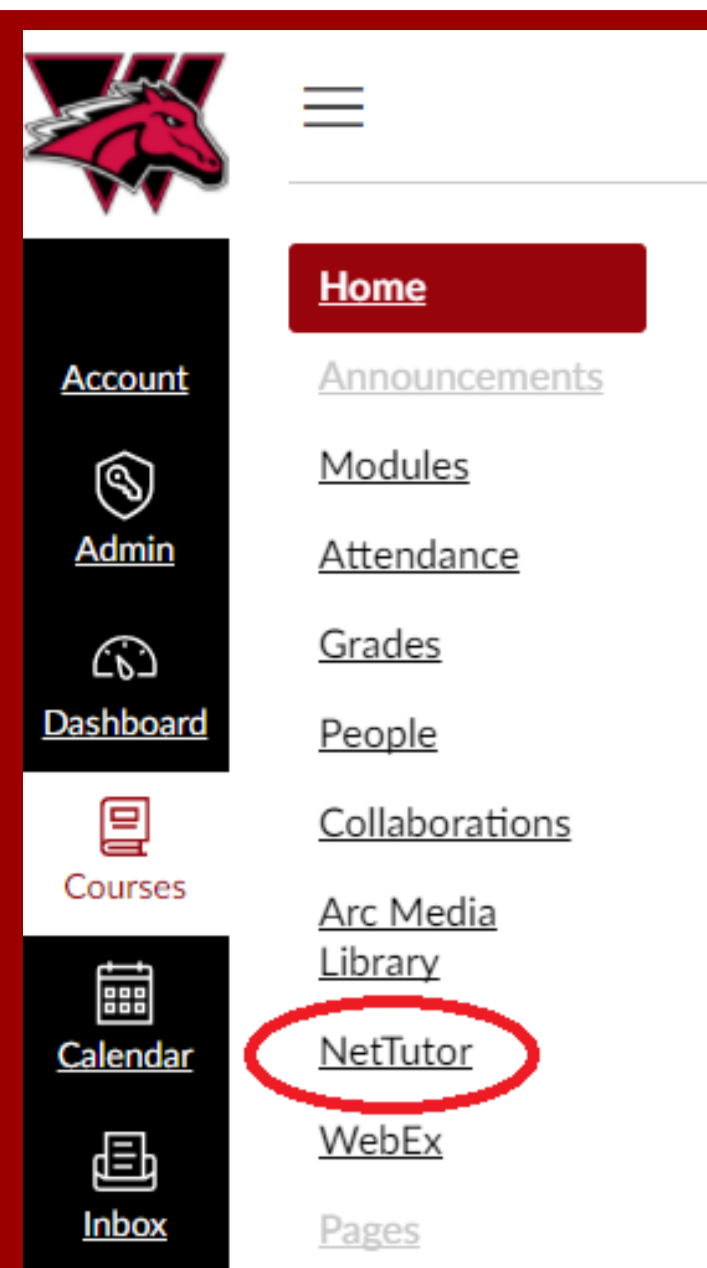 Account
Admin
Dashboard
Courses
Calendar
Inbox
Home
Announcements
Modules
Attendance
Grades
People
Collaborations
Arc Media
Library
NetTutor
WebEx
Pages